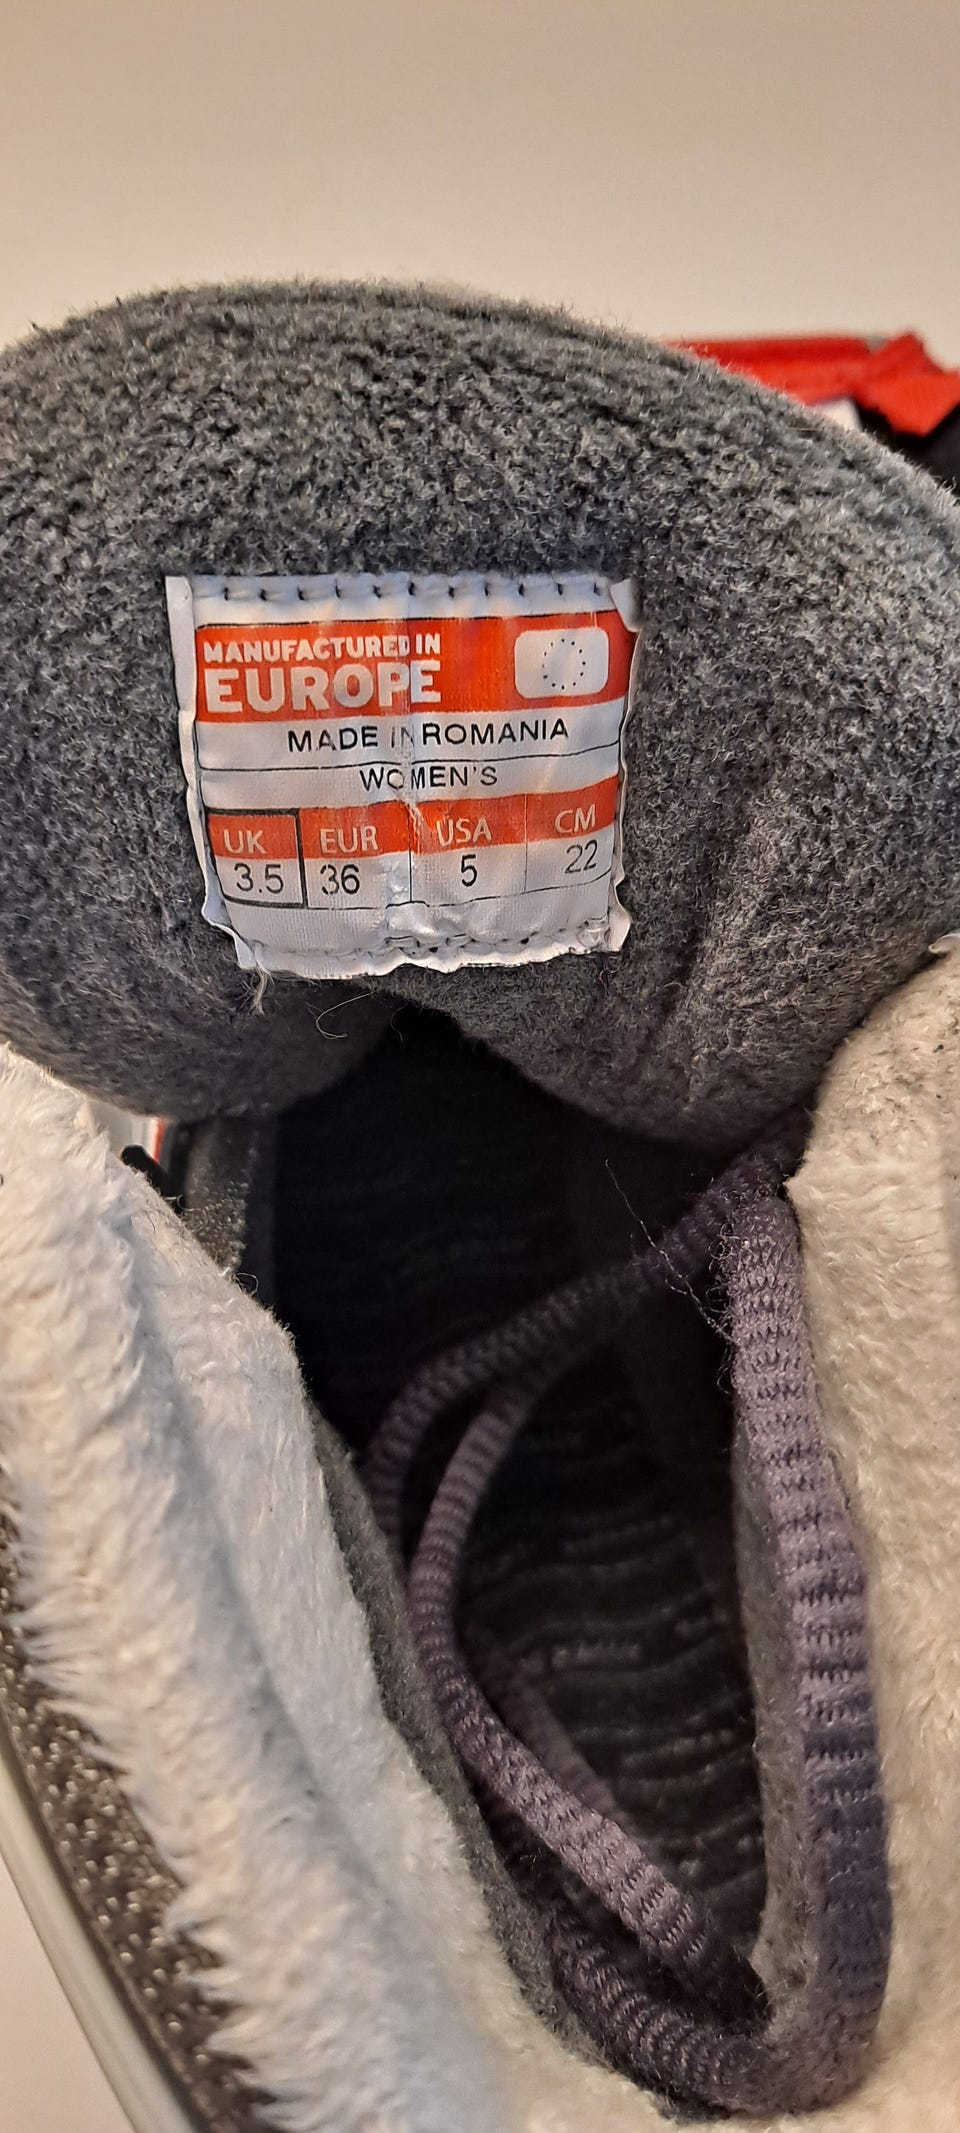 MANUFACTURED IN
EUROPE
MADE IN ROMANIA
WOMEN'S
UK EUR USA CM
3.5 36 5 22